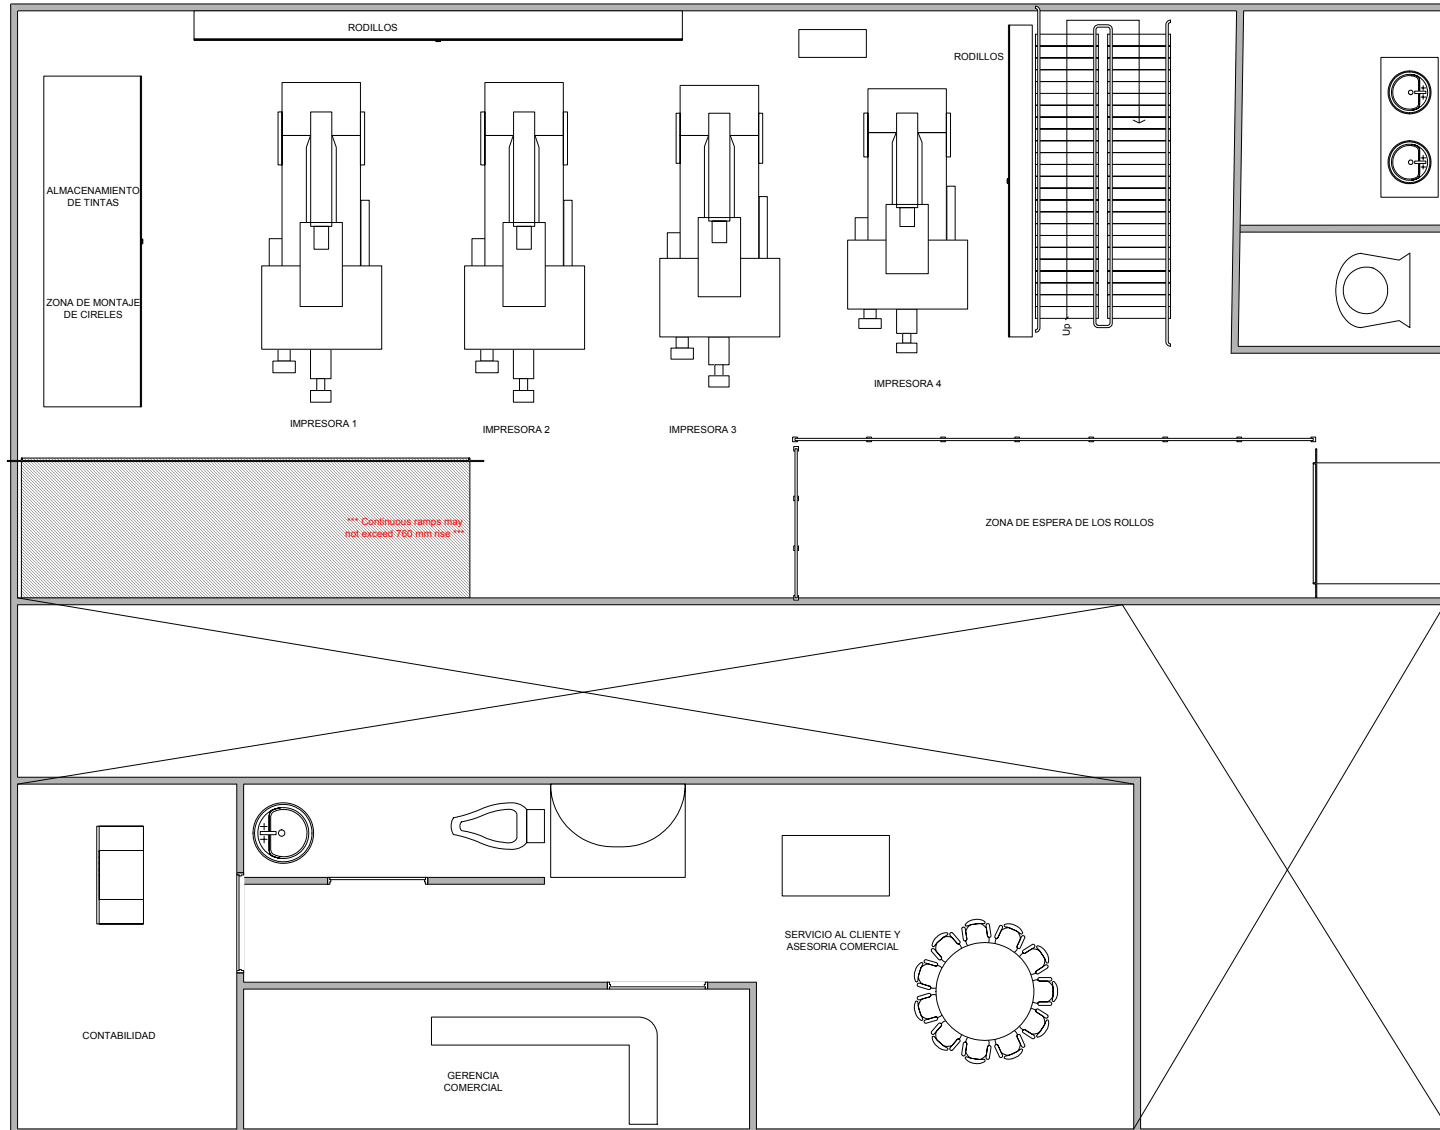 RODILLOS
RODILLOS
ALMACENAMIENTO
DE TINTAS
ZONA DE MONTAJE
DE CIRELES
Up
IMPRESORA 1
IMPRESORA 2
IMPRESORA 3
IMPRESORA 4
*** Continuous ramps may
not exceed 760 mm rise ***
ZONA DE ESPERA DE LOS ROLLOS
SERVICIO AL CLIENTE Y
ASESORIA COMERCIAL
CONTABILIDAD
GERENCIA
COMERCIAL